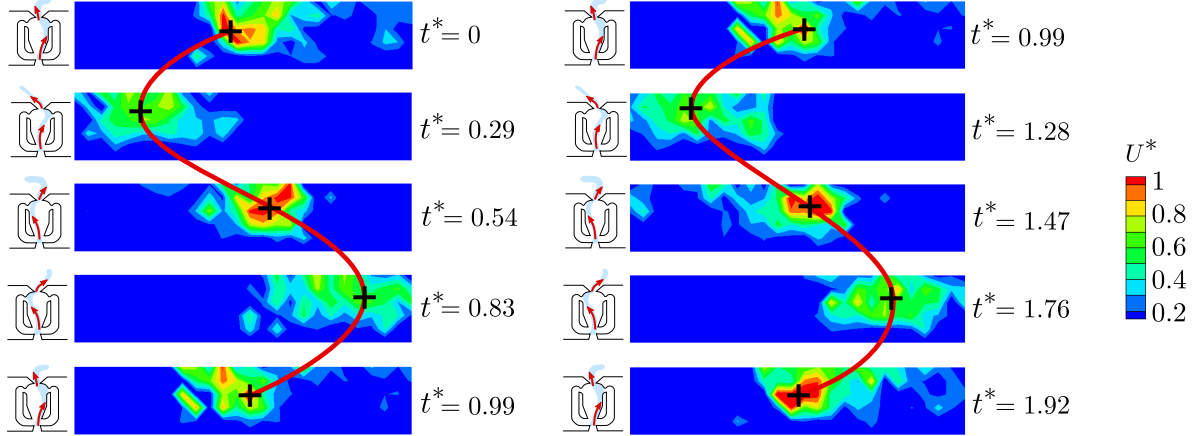 t* = 0
t* = 0.29
t* = 0.54
t* = 0.83
t* = 0.99
t* = 0.99
t* = 1.28
t* = 1.47
t* = 1.76
t* = 1.92
U*
1
0.8
0.6
0.4
0.2